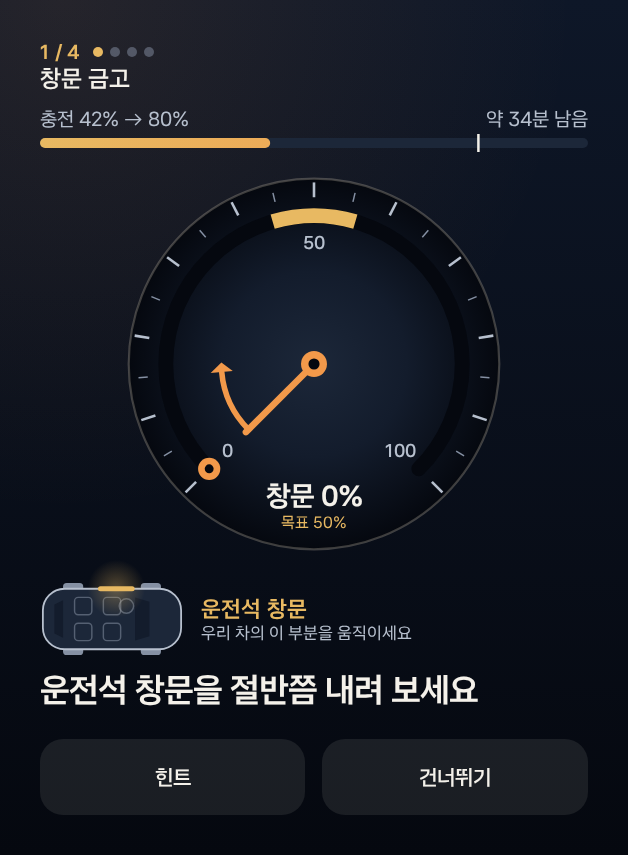 1 / 4
창문 금고
충전 42% → 80%
약 34분 남음
50
0
100
창문 0%
목표 50%
운전석 창문
우리 차의 이 부분을 움직이세요
운전석 창문을 절반쯤 내려 보세요
힌트
건너뛰기